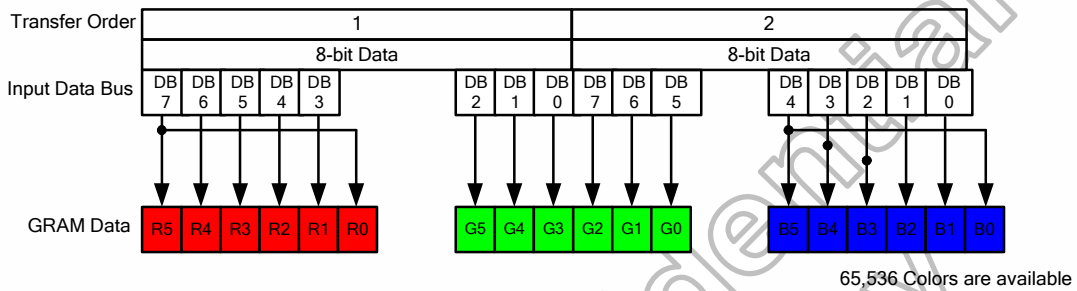 Transfer Order 1 2
8-bit Data 8-bit Data
Input Data Bus DB 7 DB 6 DB 5 DB 4 DB 3 DB 2 DB 1 DB 0 DB 7 DB 6 DB 5 DB 4 DB 3 DB 2 DB 1 DB 0
GRAM Data R5 R4 R3 R2 R1 R0 G5 G4 G3 G2 G1 G0 B5 B4 B3 B2 B1 B0
65,536 Colors are available